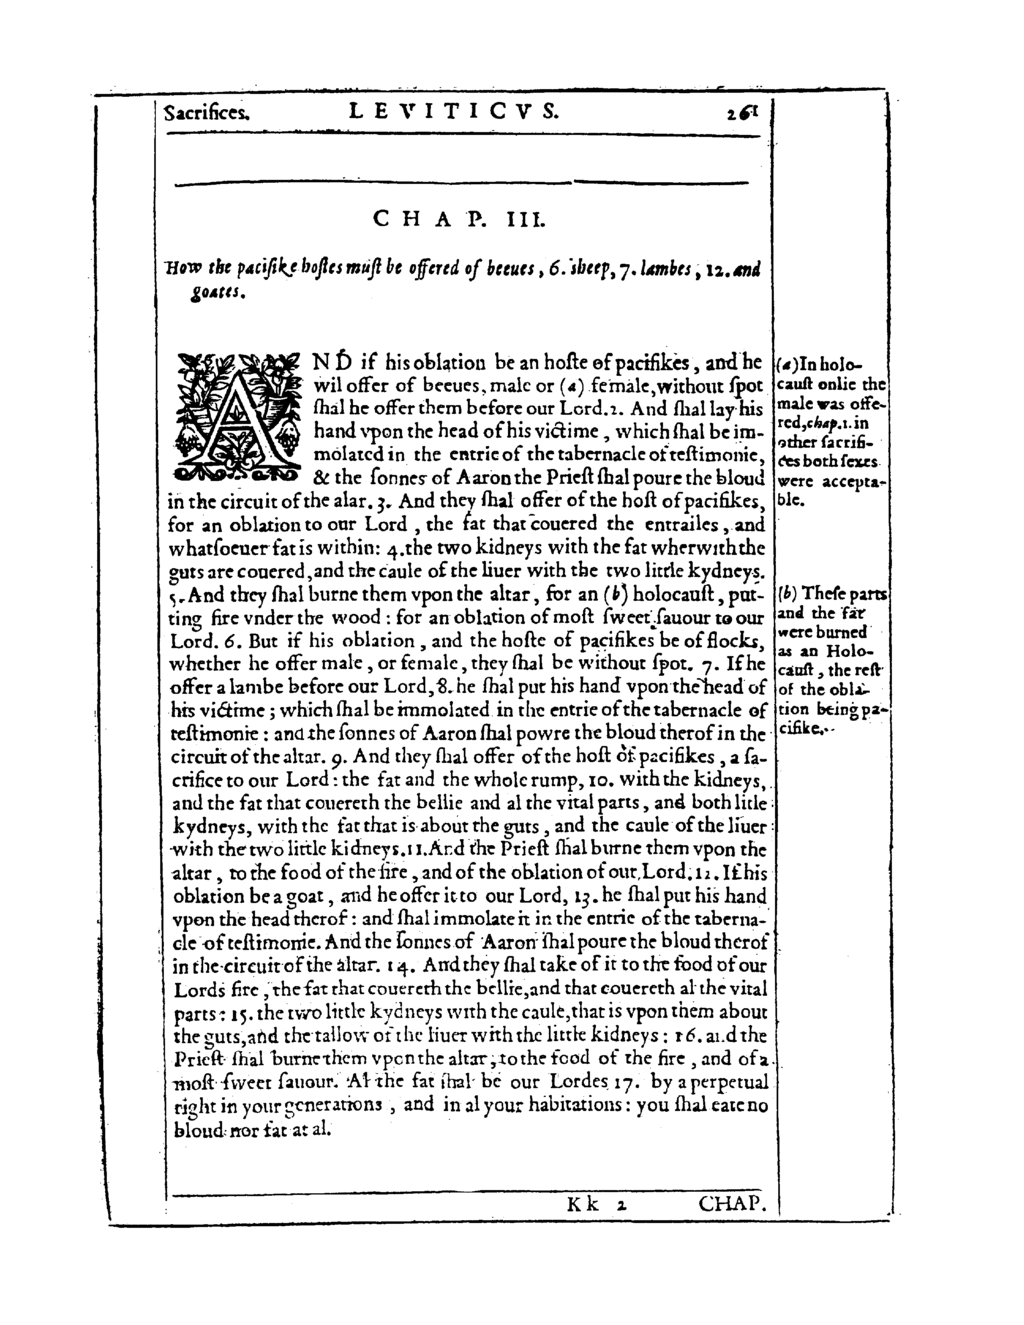 Sacrifices. LEVITICVS. 261
CHAP. III.
How the pacifike hostes must be offered of beeues, 6. sheep, 7. lambes, 12. and
goates.
AND if his oblation be an hoſte of pacifikes, and he
wil offer of beeues, male or (a) female, without ſpot
ſhal he offer them before our Lord. 2. And ſhal lay his
hand vpon the head of his victime, which ſhal be im-
molated in the entrie of the tabernacle of teſtimonie,
& the ſonnes of Aaron the Prieſt ſhal poure the bloud
in the circuit of the alar. 3. And they ſhal offer of the hoſt of pacifikes,
for an oblation to our Lord, the fat that couered the entrailes, and
whatſoeuer fat is within: 4. the two kidneys with the fat wherwith the
guts are couered, and the caule of the liuer with the two little kydneys.
5. And they ſhal burne them vpon the altar, for an (b) holocauſt, put-
ting fire vnder the wood: for an oblation of moſt ſweet ſauour to our
Lord. 6. But if his oblation, and the hoſte of pacifikes be of flocks,
whether he offer male, or female, they ſhal be without ſpot. 7. If he
offer a lambe before our Lord, 8. he ſhal put his hand vpon the head of
his victime; which ſhal be immolated in the entrie of the tabernacle of
teſtimonie: and the ſonnes of Aaron ſhal powre the bloud therof in the
circuit of the altar. 9. And they ſhal offer of the hoſt of pacifikes, a ſa-
crifice to our Lord: the fat and the whole rump, 10. with the kidneys,
and the fat that couereth the bellie and al the vital parts, and both litle
kydneys, with the fat that is about the guts, and the caule of the liuer
with the two little kidneys. 11. And the Prieſt ſhal burne them vpon the
altar, to the food of the fire, and of the oblation of our Lord. 12. If his
oblation be a goat, and he offer it to our Lord, 13. he ſhal put his hand
vpon the head therof: and ſhal immolate it in the entrie of the taberna-
cle of teſtimonie. And the ſonnes of Aaron ſhal poure the bloud therof
in the circuit of the altar. 14. And they ſhal take of it to the food of our
Lords fire, the fat that couereth the bellie, and that couereth al the vital
parts: 15. the two little kydneys with the caule, that is vpon them about
the guts, and the tallow of the liuer with the little kidneys: 16. and the
Prieſt ſhal burne them vpon the altar, to the food of the fire, and of a
moſt ſweet ſauour. Al the fat ſhal be our Lordes 17. by a perpetual
right in your generations, and in al your habitations: you ſhal eate no
bloud nor fat at al.
(a) In holo-
cauſt onlie the
male was offe-
red, chap. 1. in
other ſacrifi-
ces both ſexes
were accepta-
ble.
(b) Theſe parts
and the fat
were burned
as an Holo-
cauſt, the reſt
of the obla-
tion being pa-
cifike.
Kk 2 CHAP.